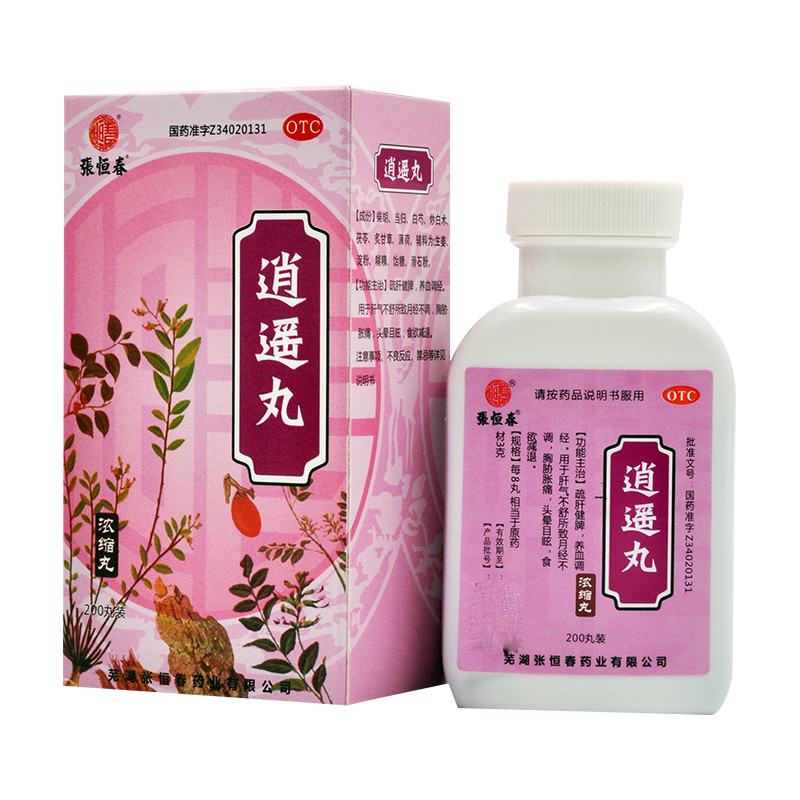 国药准字Z34020131
OTC
張恒春
®
逍遥丸
浓缩丸
200丸装
芜湖张恒春药业有限公司
逍遥丸
【成份】柴胡、当归、白芍、炒白术、
茯苓、炙甘草、薄荷。辅料为:生姜、
淀粉、糊精、饴糖、滑石粉。
【功能主治】疏肝健脾，养血调经。
用于肝气不舒所致月经不调，胸胁
胀痛，头晕目眩，食欲减退。
注意事项、不良反应、禁忌等详见
说明书
®
張恒春
®
请按药品说明书服用
OTC
批准文号：国药准字Z34020131
逍遥丸
浓缩丸
【功能主治】疏肝健脾，养血调
经。用于肝气不舒所致月经不
调，胸胁胀痛，头晕目眩，食
欲减退。
【规格】每8丸相当于原药
材3克
【有效期至】：
【产品批号】：
200丸装
芜湖张恒春药业有限公司